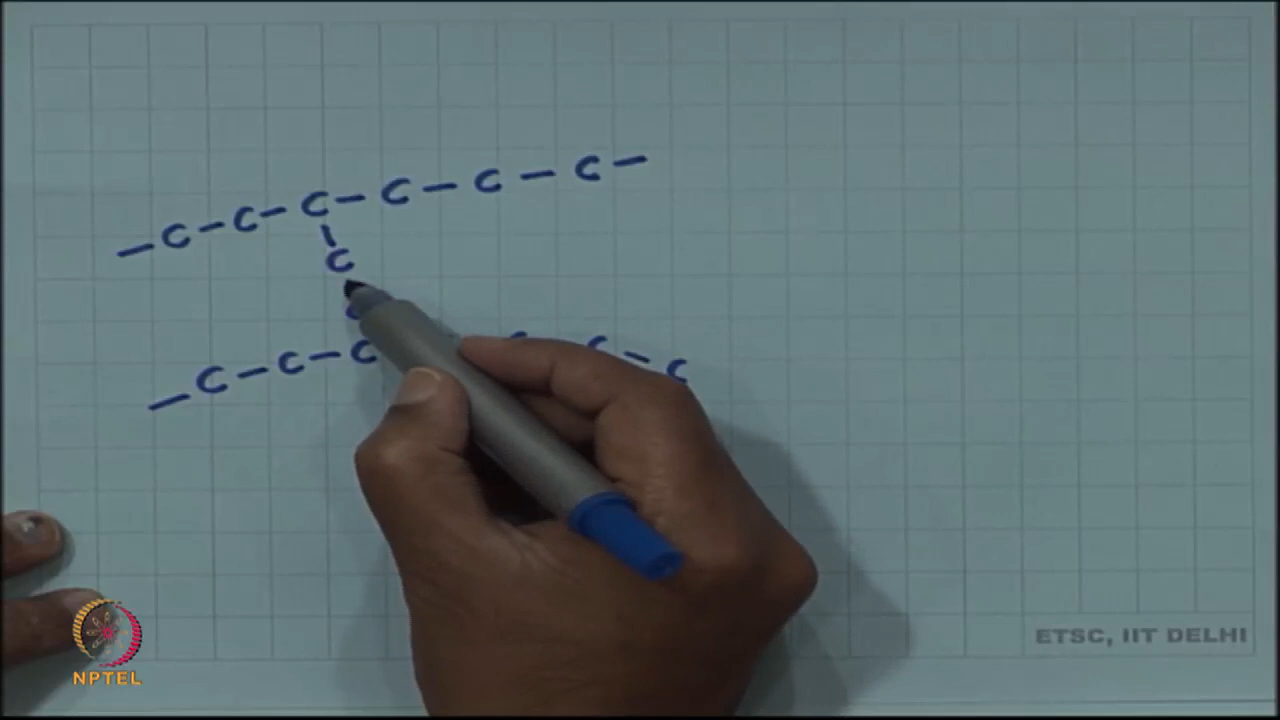 – C – C – C – C – C – C –
C
C
– C – C – C C C – C
ETSC, IIT DELHI
NPTEL